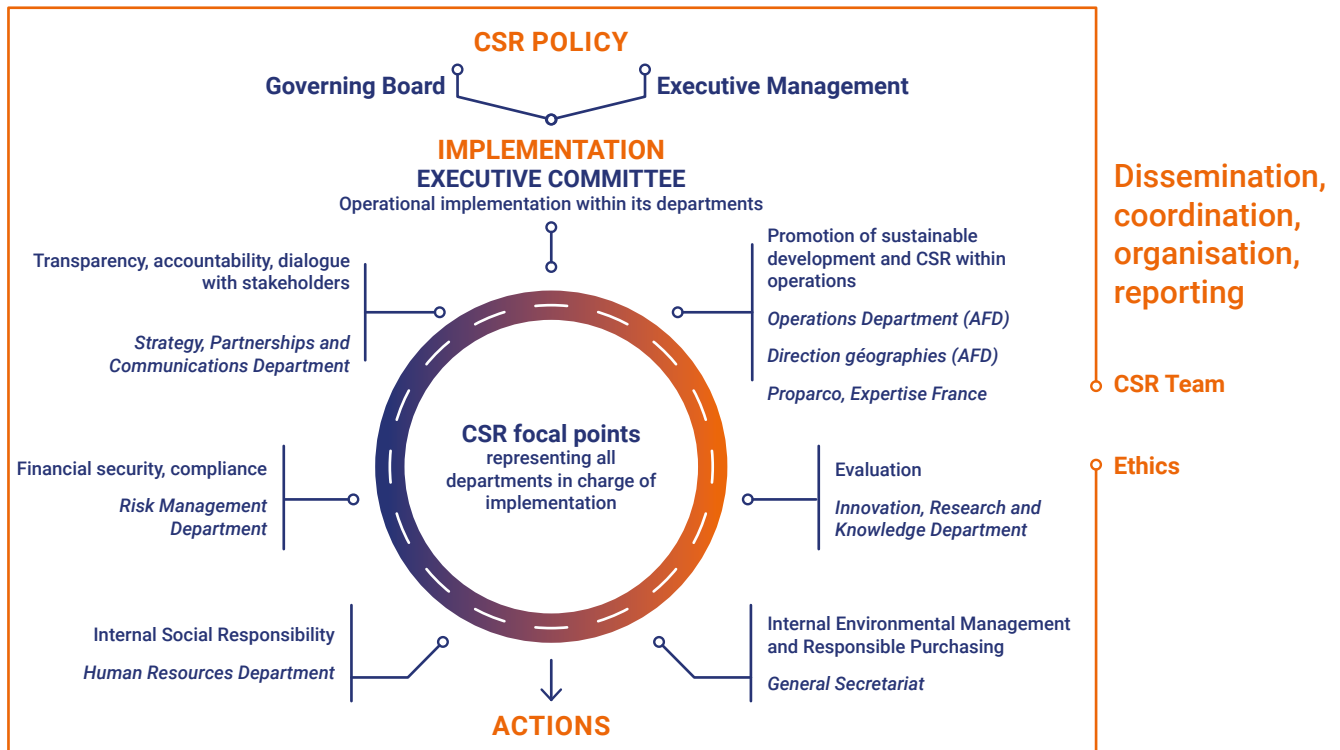 CSR POLICY
Governing Board
Executive Management
IMPLEMENTATION
EXECUTIVE COMMITTEE
Operational implementation within its departments
Transparency, accountability, dialogue
with stakeholders
Strategy, Partnerships and
Communications Department
Promotion of sustainable
development and CSR within
operations
Operations Department (AFD)
Direction géographies (AFD)
Proparco, Expertise France
CSR focal points
representing all
departments in charge of
implementation
Financial security, compliance
Risk Management
Department
Evaluation
Innovation, Research and
Knowledge Department
Internal Social Responsibility
Human Resources Department
Internal Environmental Management
and Responsible Purchasing
General Secretariat
ACTIONS
Dissemination,
coordination,
organisation,
reporting
CSR Team
Ethics